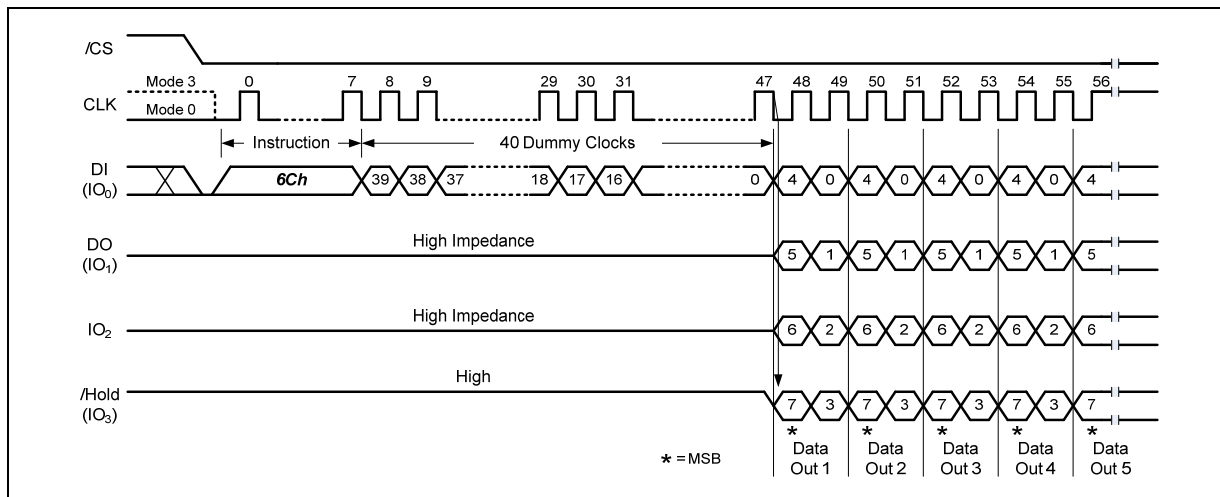 /CS
Mode 3 0 7 8 9 29 30 31 47 48 49 50 51 52 53 54 55 56
CLK
Mode 0
Instruction 40 Dummy Clocks
DI
(IO0)
6Ch 39 38 37 18 17 16 0 4 0 4 0 4 0 4 0 4
High Impedance
DO
(IO1)
5 1 5 1 5 1 5 1 5
High Impedance
IO2
6 2 6 2 6 2 6 2 6
High
/Hold
(IO3)
7 3 7 3 7 3 7 3 7
* * * * *
* = MSB
Data Out 1
Data Out 2
Data Out 3
Data Out 4
Data Out 5